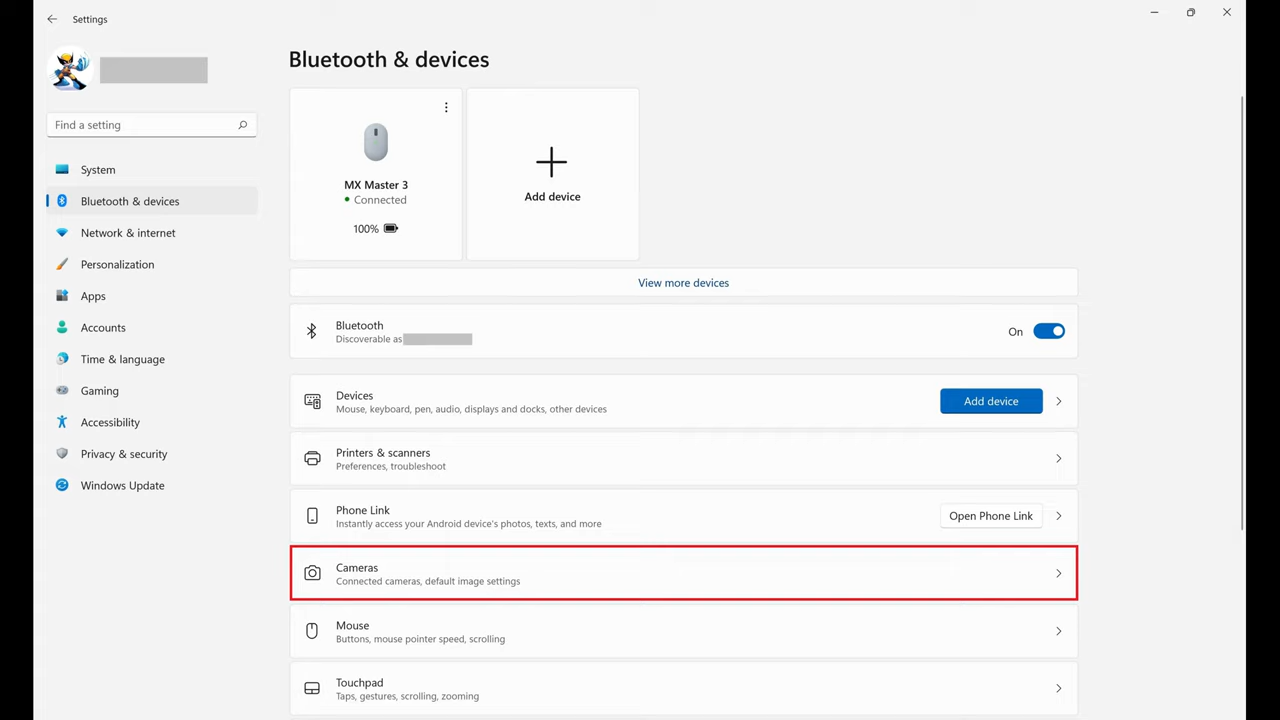 Settings
Find a setting
System
Bluetooth & devices
Network & internet
Personalization
Apps
Accounts
Time & language
Gaming
Accessibility
Privacy & security
Windows Update
Bluetooth & devices
MX Master 3
Connected
100%
Add device
View more devices
Bluetooth
Discoverable as
On
Devices
Mouse, keyboard, pen, audio, displays and docks, other devices
Add device
Printers & scanners
Preferences, troubleshoot
Phone Link
Instantly access your Android device's photos, texts, and more
Open Phone Link
Cameras
Connected cameras, default image settings
Mouse
Buttons, mouse pointer speed, scrolling
Touchpad
Taps, gestures, scrolling, zooming